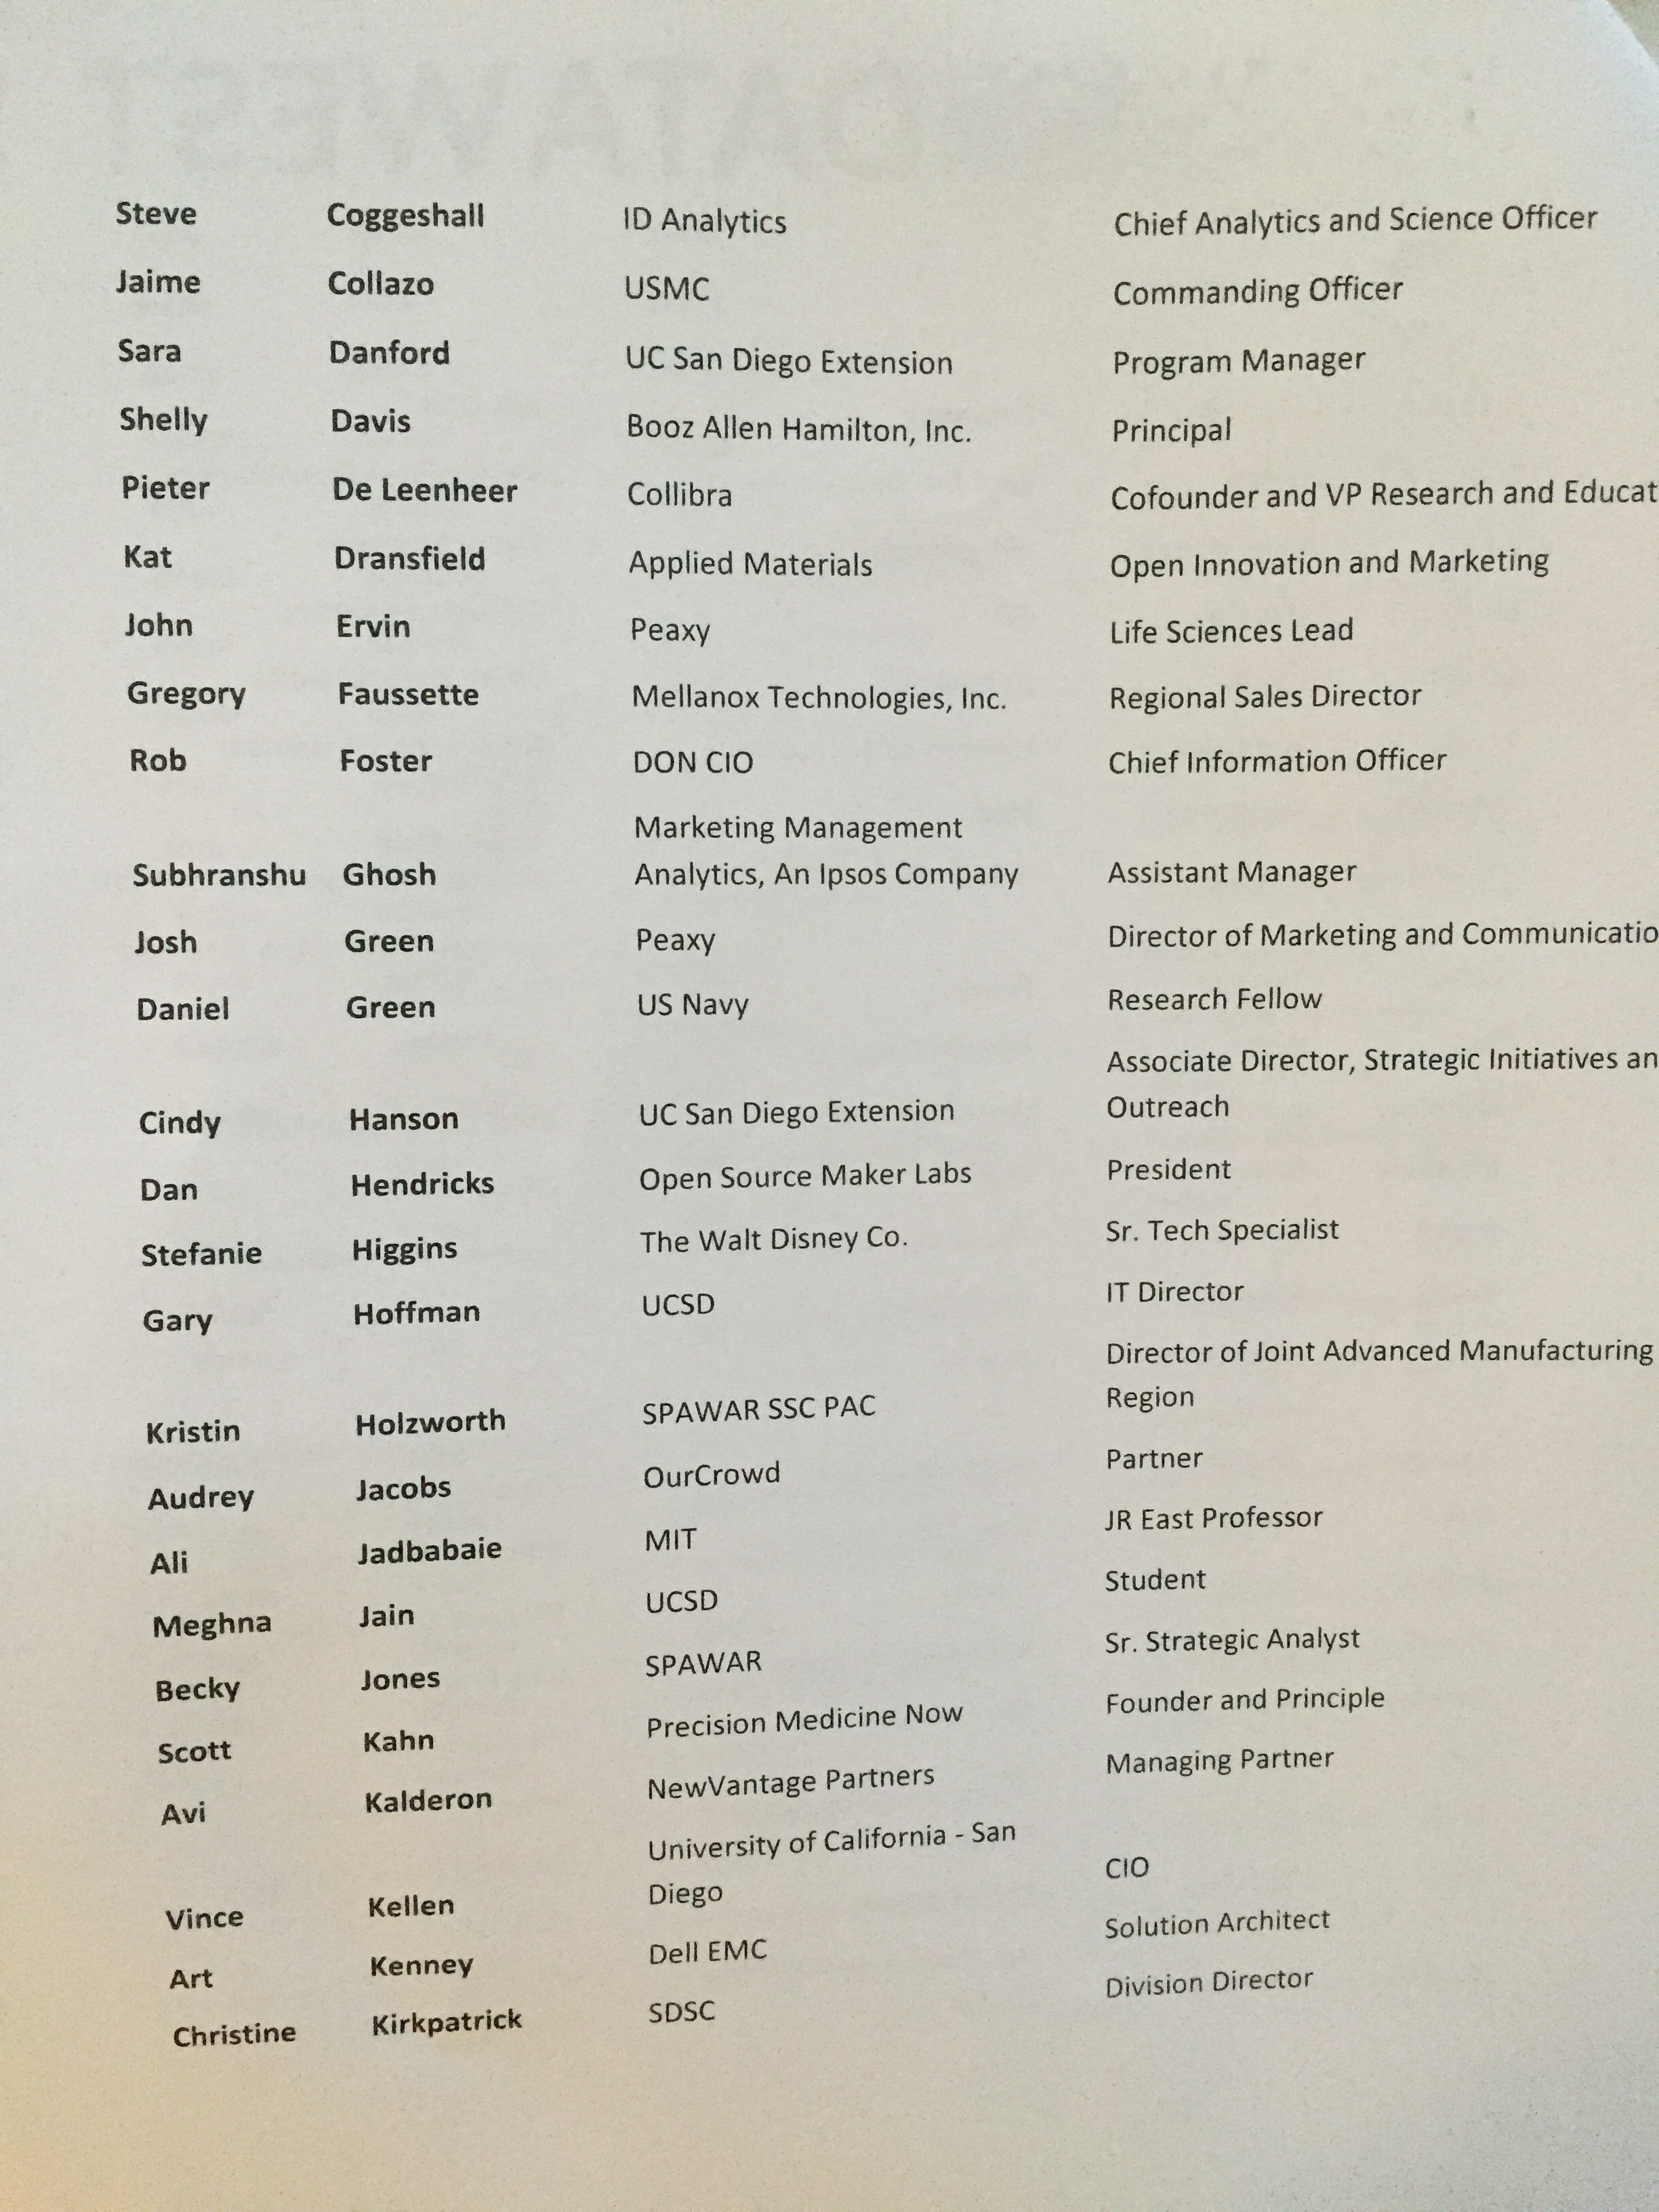 Steve Coggeshall ID Analytics Chief Analytics and Science Officer
Jaime Collazo USMC Commanding Officer
Sara Danford UC San Diego Extension Program Manager
Shelly Davis Booz Allen Hamilton, Inc. Principal
Pieter De Leenheer Collibra Cofounder and VP Research and Educat
Kat Dransfield Applied Materials Open Innovation and Marketing
John Ervin Peaxy Life Sciences Lead
Gregory Faussette Mellanox Technologies, Inc. Regional Sales Director
Rob Foster DON CIO Chief Information Officer
Marketing Management
Subhranshu Ghosh Analytics, An Ipsos Company Assistant Manager
Josh Green Peaxy Director of Marketing and Communicatio
Daniel Green US Navy Research Fellow
Associate Director, Strategic Initiatives an
Cindy Hanson UC San Diego Extension Outreach
Dan Hendricks Open Source Maker Labs President
Stefanie Higgins The Walt Disney Co. Sr. Tech Specialist
Gary Hoffman UCSD IT Director
Director of Joint Advanced Manufacturing
Kristin Holzworth SPAWAR SSC PAC Region
Audrey Jacobs OurCrowd Partner
Ali Jadbabaie MIT JR East Professor
Meghna Jain UCSD Student
Becky Jones SPAWAR Sr. Strategic Analyst
Scott Kahn Precision Medicine Now Founder and Principle
Avi Kalderon NewVantage Partners Managing Partner
University of California - San
Vince Kellen Diego CIO
Art Kenney Dell EMC Solution Architect
Christine Kirkpatrick SDSC Division Director